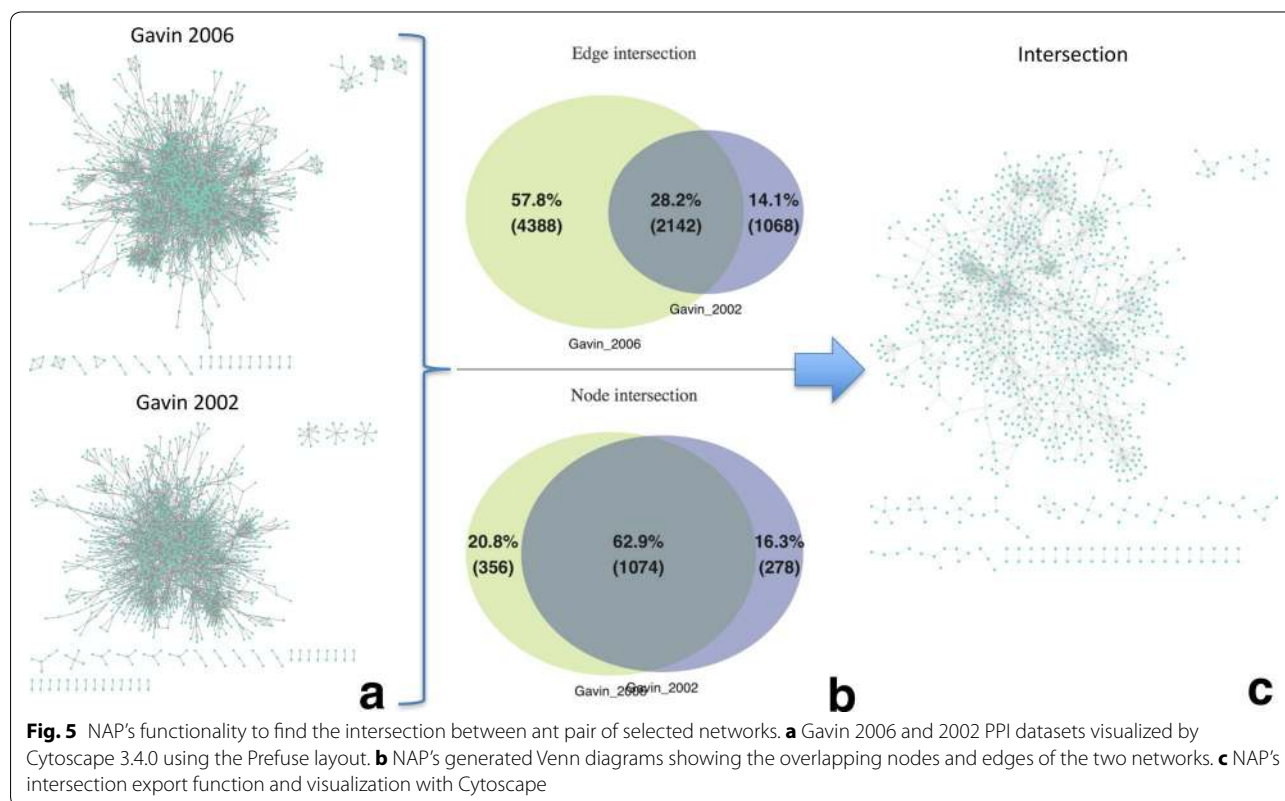 Gavin 2006
Gavin 2002
a
Edge intersection
57.8%
(4388)
28.2%
(2142)
14.1%
(1068)
Gavin_2002
Gavin_2006
Node intersection
20.8%
(356)
62.9%
(1074)
16.3%
(278)
Gavin_2006
Gavin_2002
b
Intersection
c
Fig. 5 NAP's functionality to find the intersection between ant pair of selected networks. a Gavin 2006 and 2002 PPI datasets visualized by
Cytoscape 3.4.0 using the Prefuse layout. b NAP's generated Venn diagrams showing the overlapping nodes and edges of the two networks. c NAP's
intersection export function and visualization with Cytoscape